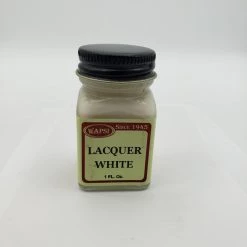 WAPSI SINCE 1945
LACQUER
WHITE
1 FL. Oz.